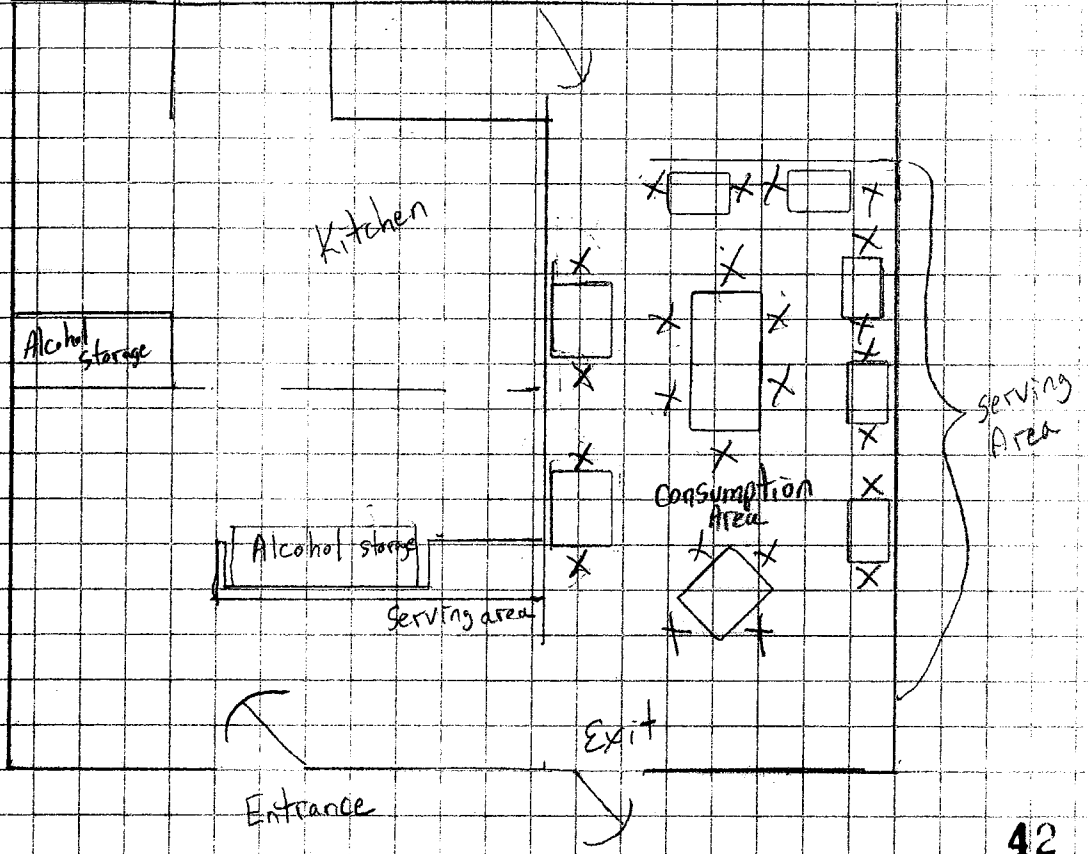 Kitchen
Alcohol
storage
Serving
Area
Consumption
Area
Alcohol storage
Serving area
Exit
Entrance
42